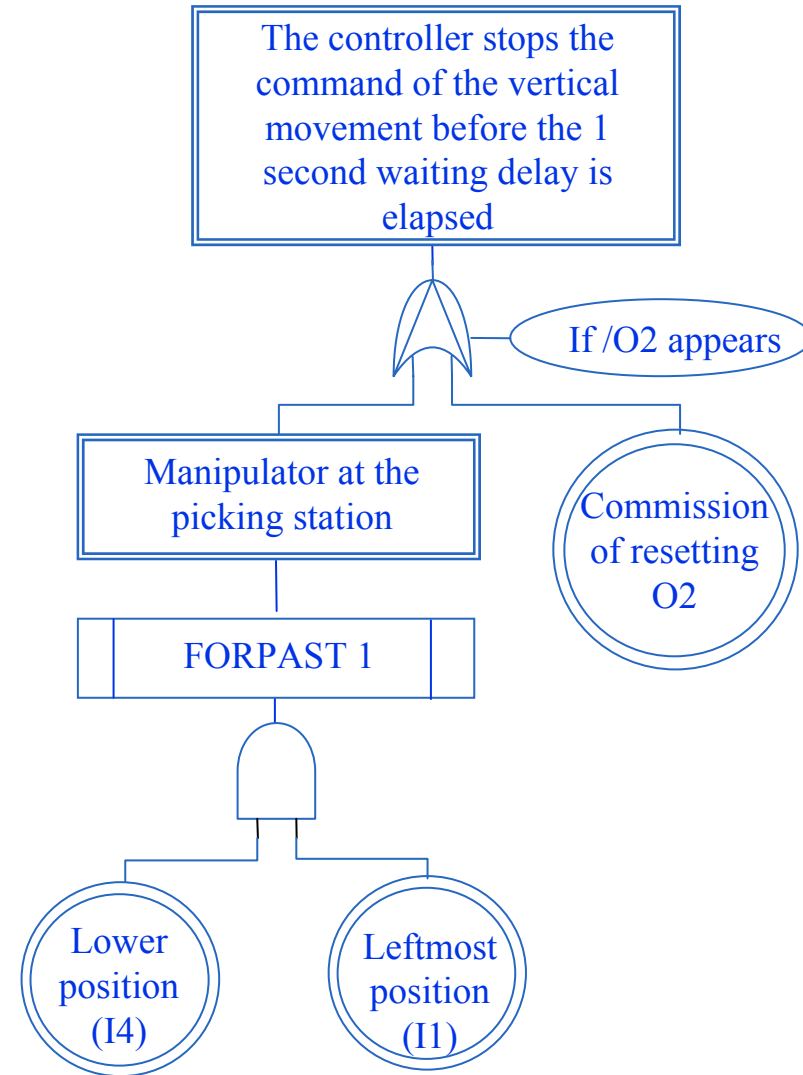 The controller stops the
command of the vertical
movement before the 1
second waiting delay is
elapsed
If /O2 appears
Manipulator at the
picking station
Commission
of resetting
O2
FORPAST 1
Lower
position
(I4)
Leftmost
position
(I1)